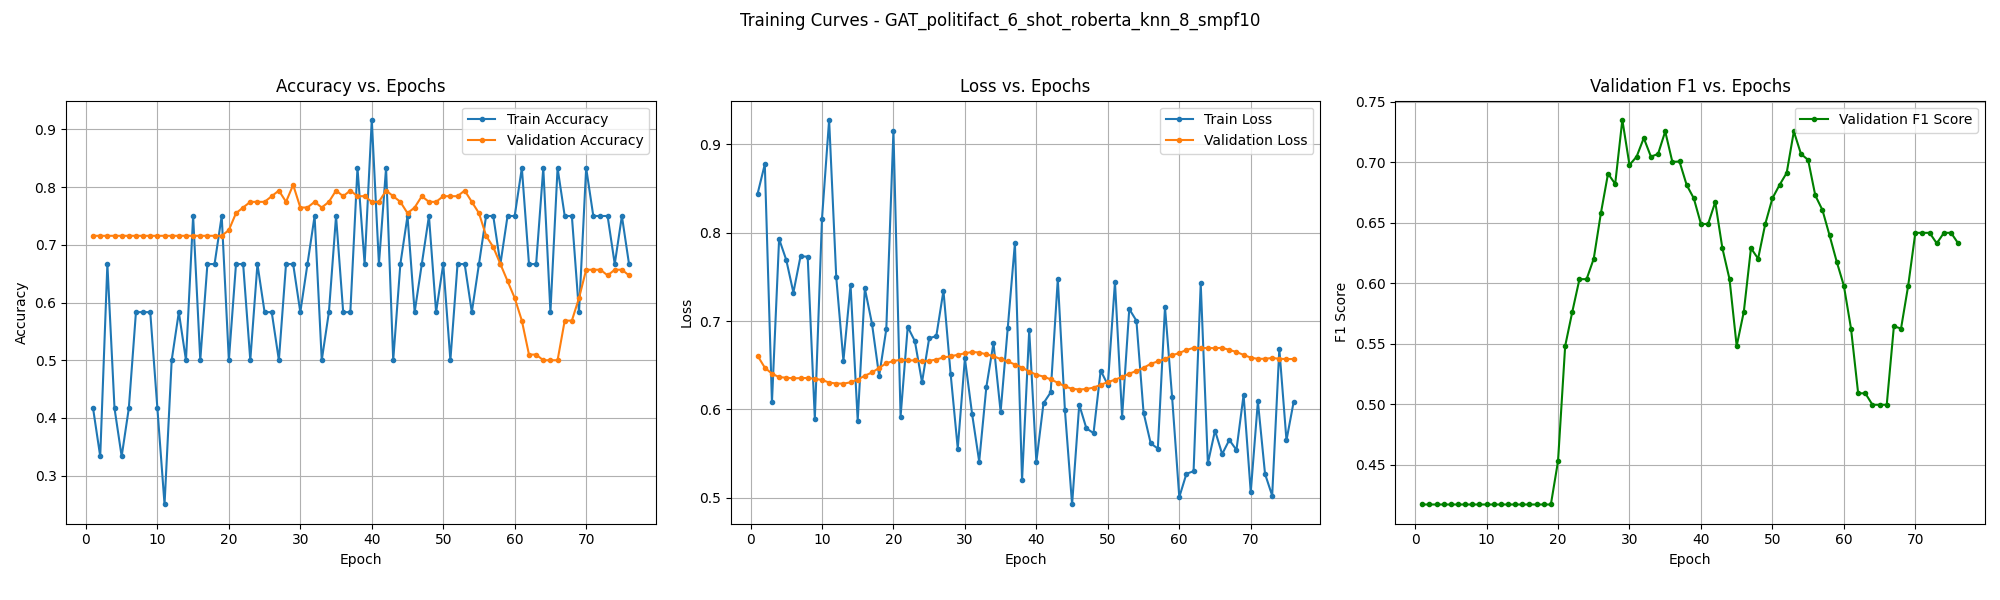 Training Curves - GAT_politifact_6_shot_roberta_knn_8_smpf10
Accuracy vs. Epochs
Train Accuracy
Validation Accuracy
0.9
0.8
0.7
0.6
0.5
0.4
0.3
Accuracy
0 10 20 30 40 50 60 70
Epoch
Loss vs. Epochs
Train Loss
Validation Loss
0.9
0.8
0.7
0.6
0.5
Loss
0 10 20 30 40 50 60 70
Epoch
Validation F1 vs. Epochs
Validation F1 Score
0.75
0.70
0.65
0.60
0.55
0.50
0.45
F1 Score
0 10 20 30 40 50 60 70
Epoch